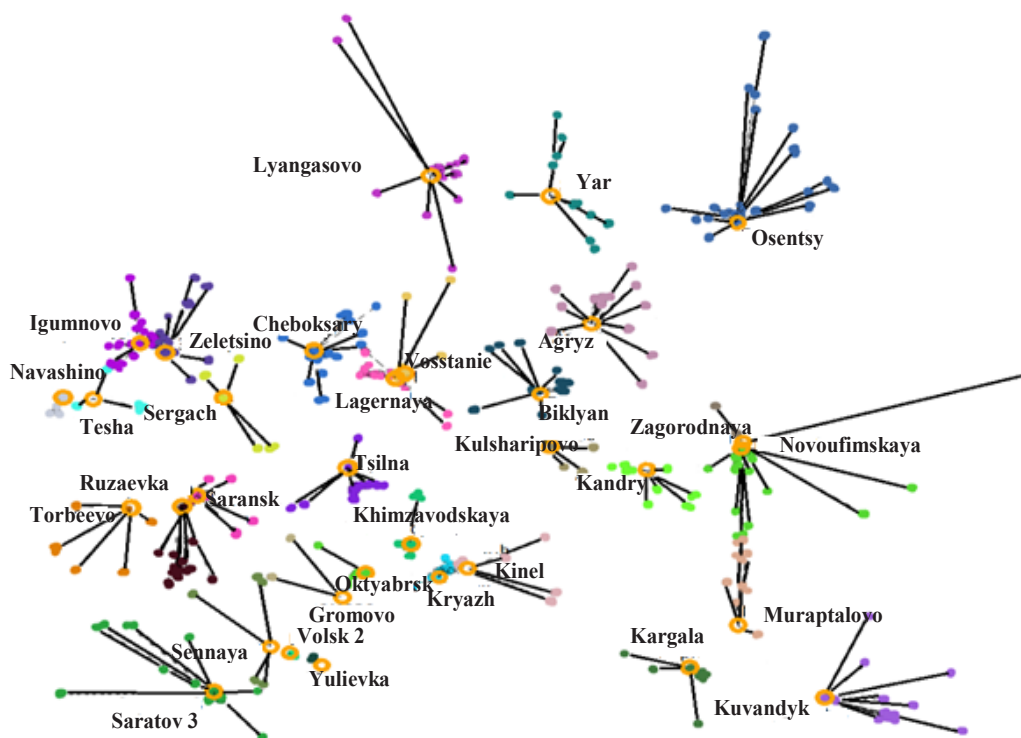 Lyangasovo
Yar
Osentsy
Igumnovo
Zeletsino
Cheboksary
Vosstanie
Agryz
Navashino
Tesha
Sergach
Lagernaya
Biklyan
Kulsharipovo
Zagorodnaya
Novoufimskaya
Kandry
Tsilna
Ruzaevka
Saransk
Torbeevo
Khimzavodskaya
Oktyabrsk
Kinel
Kryazh
Gromovo
Volsk 2
Muraptalovo
Sennaya
Yulievka
Kargala
Saratov 3
Kuvandyk